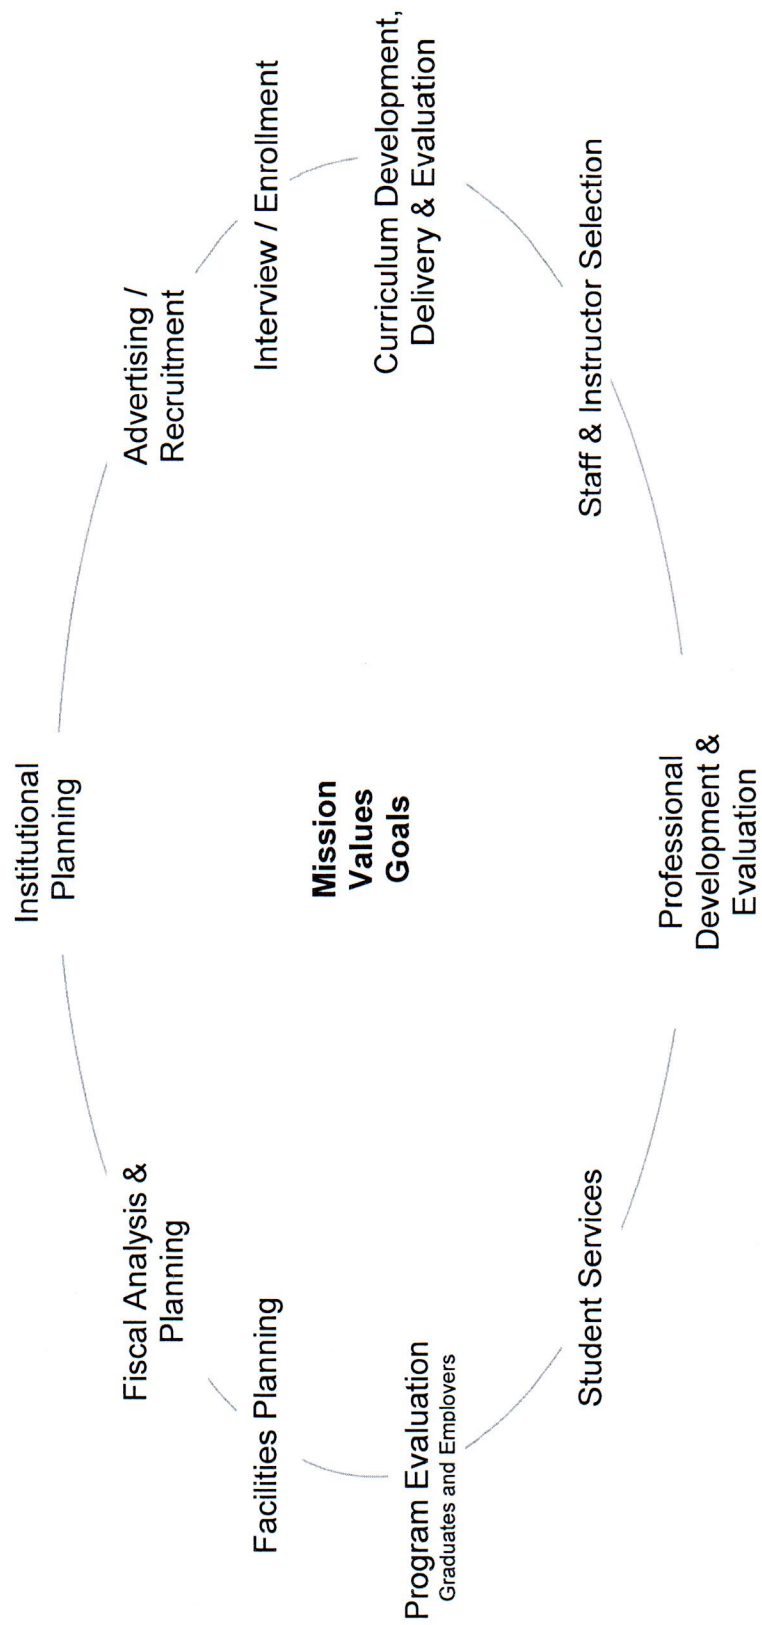 Institutional
Planning
Advertising /
Recruitment
Interview / Enrollment
Curriculum Development,
Delivery & Evaluation
Staff & Instructor Selection
Professional
Development &
Evaluation
Student Services
Program Evaluation
Graduates and Employers
Facilities Planning
Fiscal Analysis &
Planning
Mission
Values
Goals